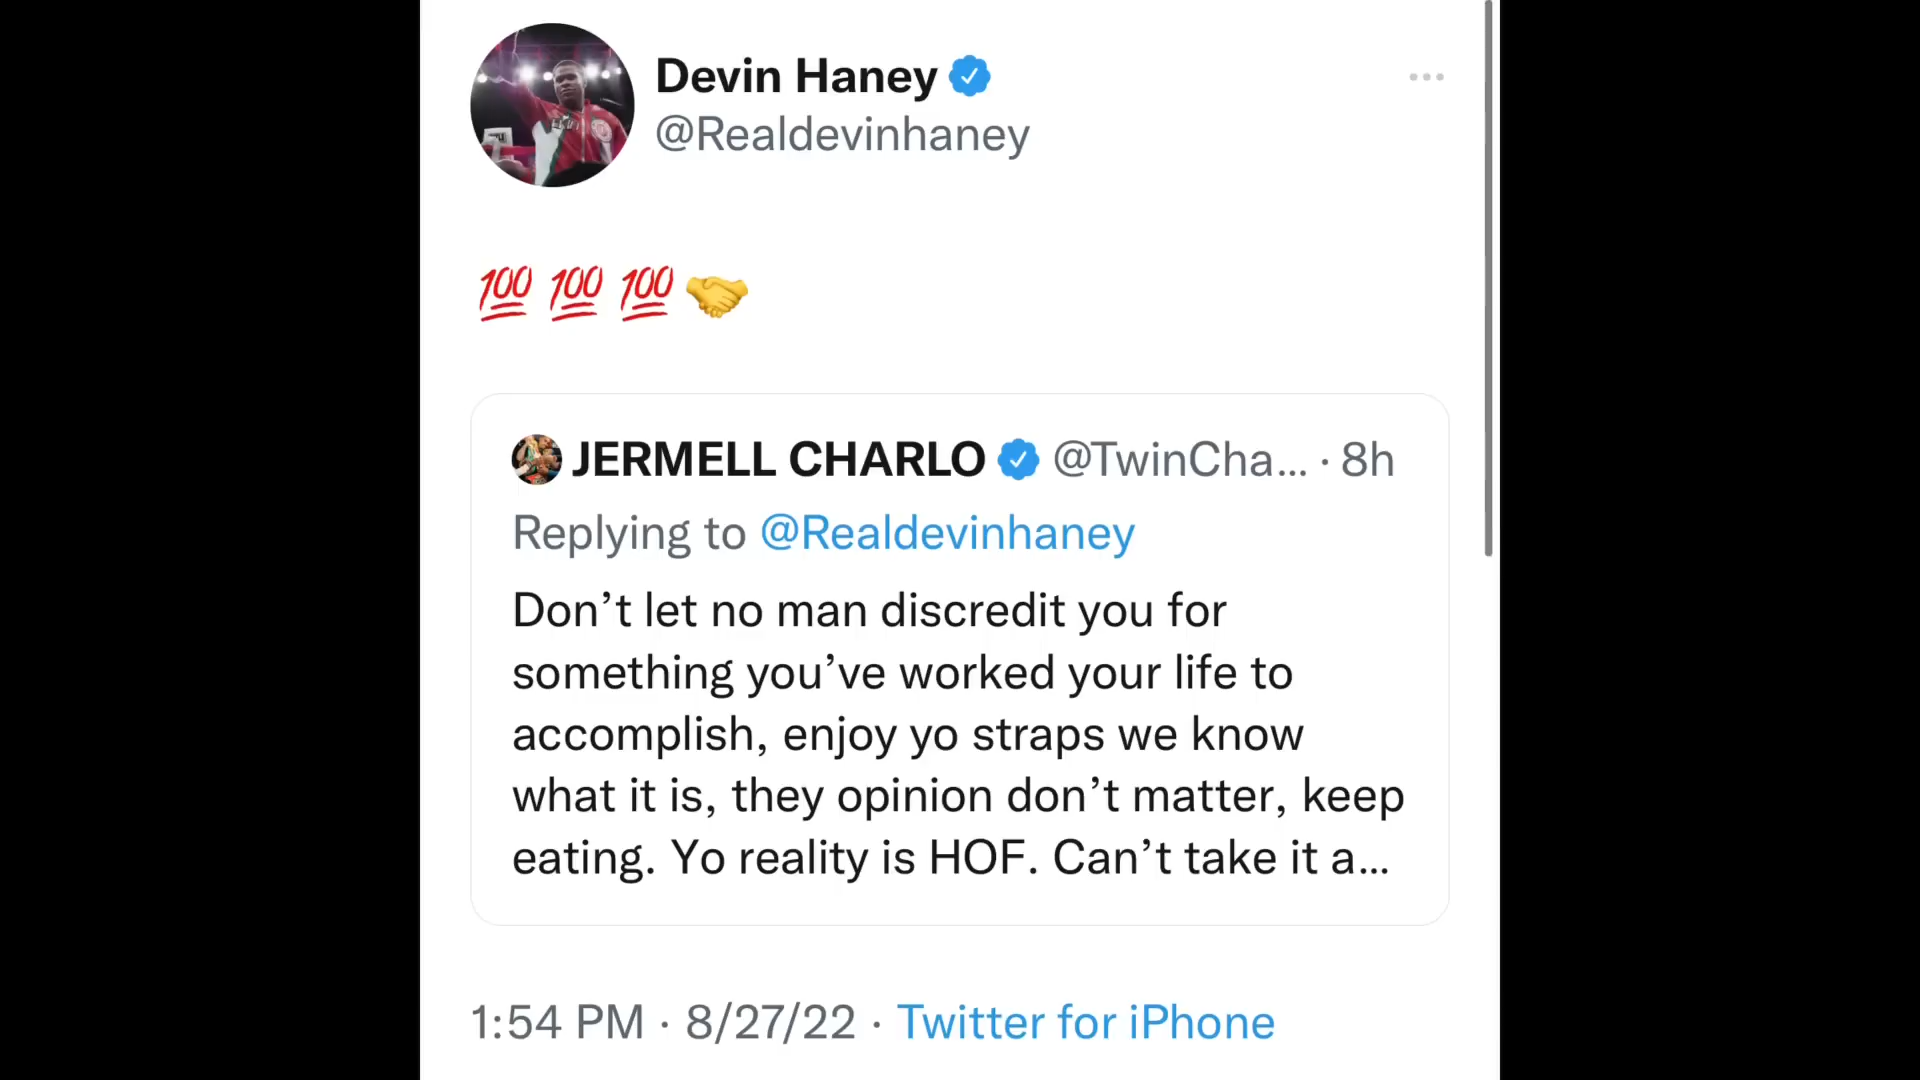 Devin Haney
@Realdevinhaney
💯 💯 💯 🤝
JERMELL CHARLO @TwinCha... · 8h
Replying to @Realdevinhaney
Don’t let no man discredit you for
something you’ve worked your life to
accomplish, enjoy yo straps we know
what it is, they opinion don’t matter, keep
eating. Yo reality is HOF. Can’t take it a...
1:54 PM · 8/27/22 · Twitter for iPhone